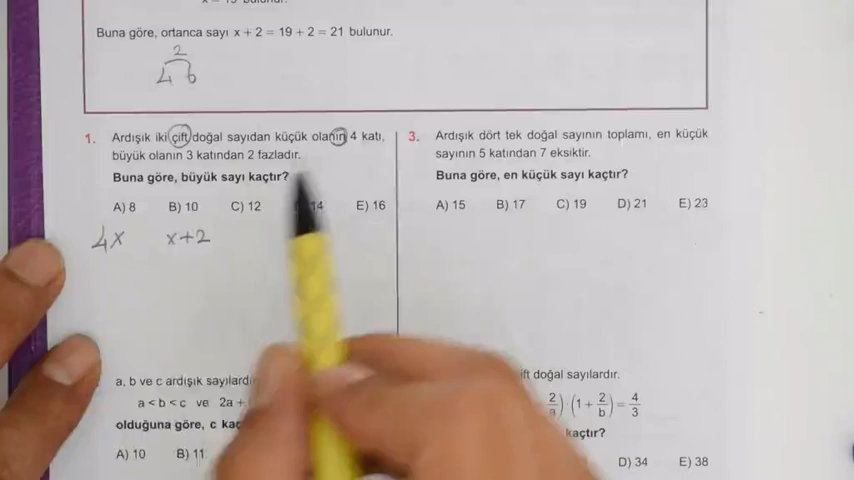 Buna göre, ortanca sayı x + 2 = 19 + 2 = 21 bulunur.
2
4 6
1. Ardışık iki çift doğal sayıdan küçük olanın 4 katı,
büyük olanın 3 katından 2 fazladır.
Buna göre, büyük sayı kaçtır?
A) 8 B) 10 C) 12 14 E) 16
4x x+2
3. Ardışık dört tek doğal sayının toplamı, en küçük
sayının 5 katından 7 eksiktir.
Buna göre, en küçük sayı kaçtır?
A) 15 B) 17 C) 19 D) 21 E) 23
a, b ve c ardışık
a < b < c ve 2a +
olduğuna göre, c
A) 10 B) 11
doğal sayılardır.
2/a) · (1 + 2/b) = 4/3
kaçtır?
D) 34 E) 38